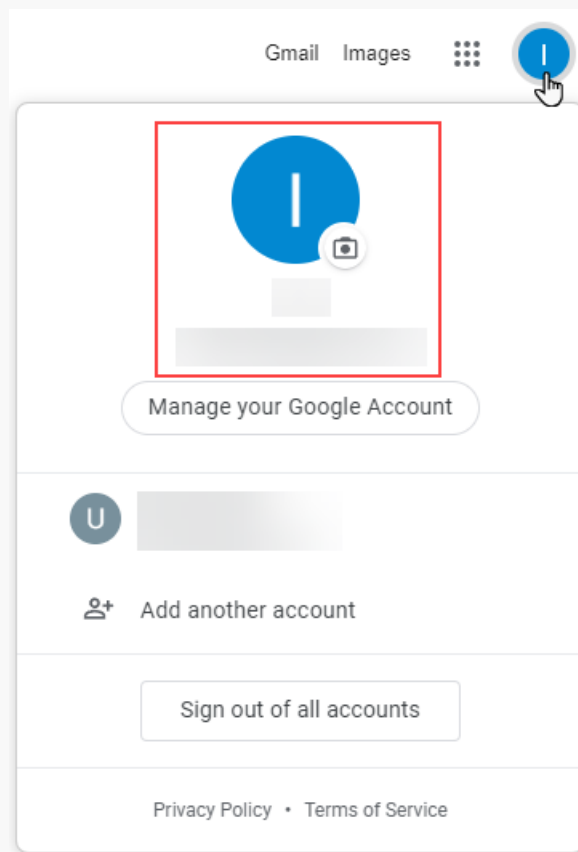 Gmail Images I
I
Manage your Google Account
U
Add another account
Sign out of all accounts
Privacy Policy • Terms of Service